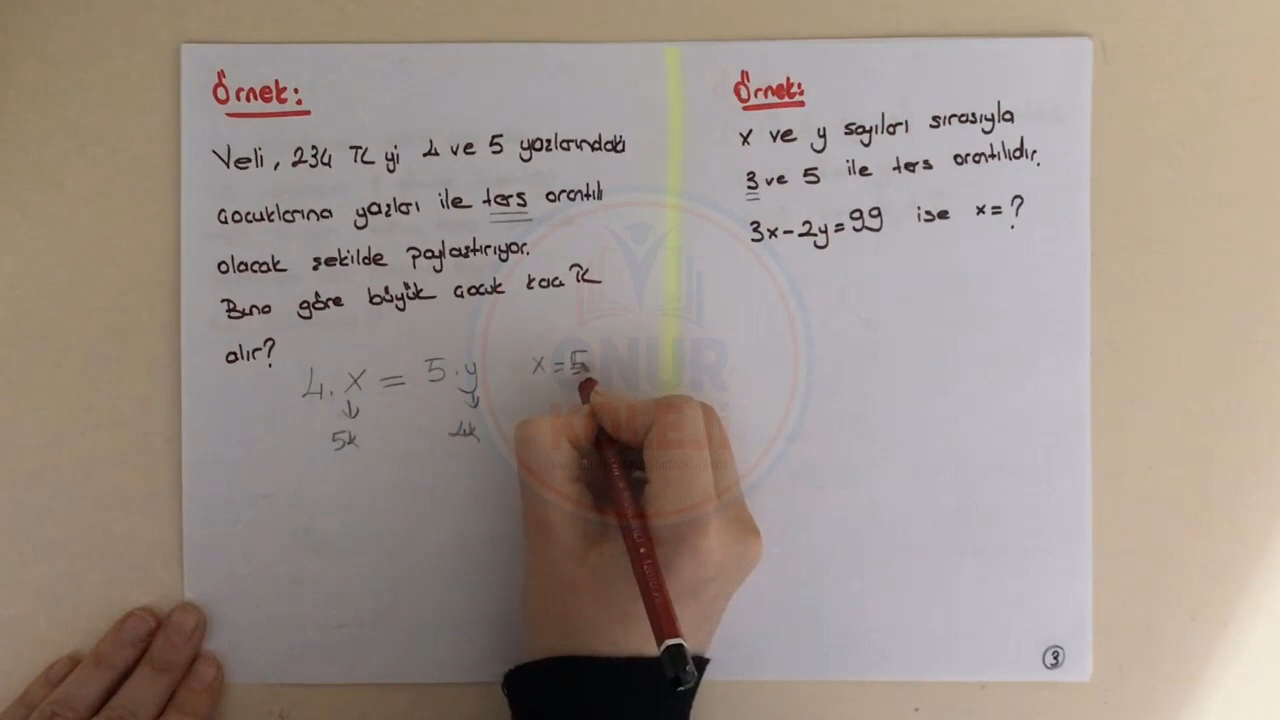 Örnek:
Veli, 234 TL yi 4 ve 5 yaşlarındaki
çocuklarına yaşları ile ters orantılı
olacak şekilde paylaştırıyor.
Buna göre büyük çocuk kaç TL
alır?
4.x = 5.y
5k 4k
x = 5
Örnek:
x ve y sayıları sırasıyla
3 ve 5 ile ters orantılıdır.
3x-2y=99 ise x=?
ONUR
3